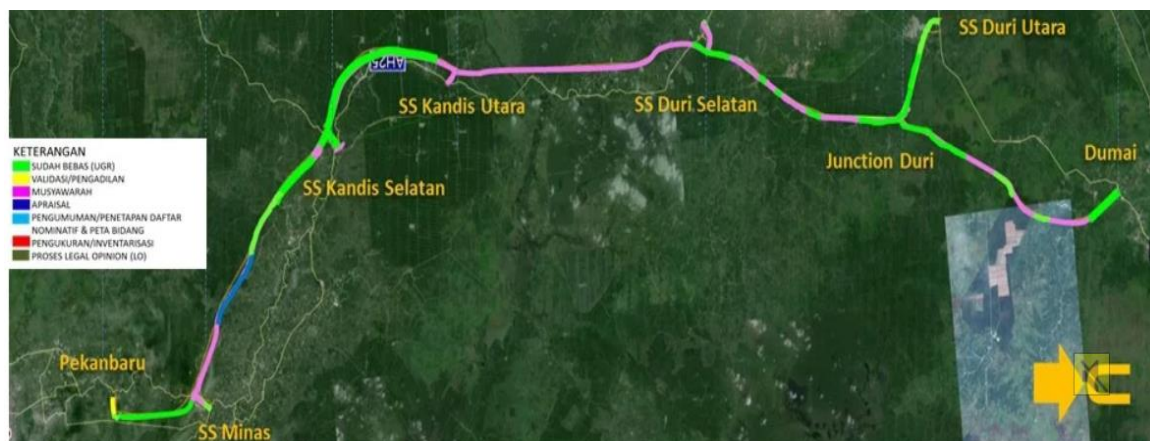 SS Duri Utara
AH25
SS Kandis Utara
SS Duri Selatan
KETERANGAN
SUDAH BEBAS (UGR)
VALIDASI/PENGADILAN
MUSYAWARAH
APRAISAL
PENGUMUMAN/PENETAPAN DAFTAR
NOMINATIF & PETA BIDANG
PENGUKURAN/INVENTARISASI
PROSES LEGAL OPINION (LO)
Junction Duri
Dumai
SS Kandis Selatan
Pekanbaru
SS Minas